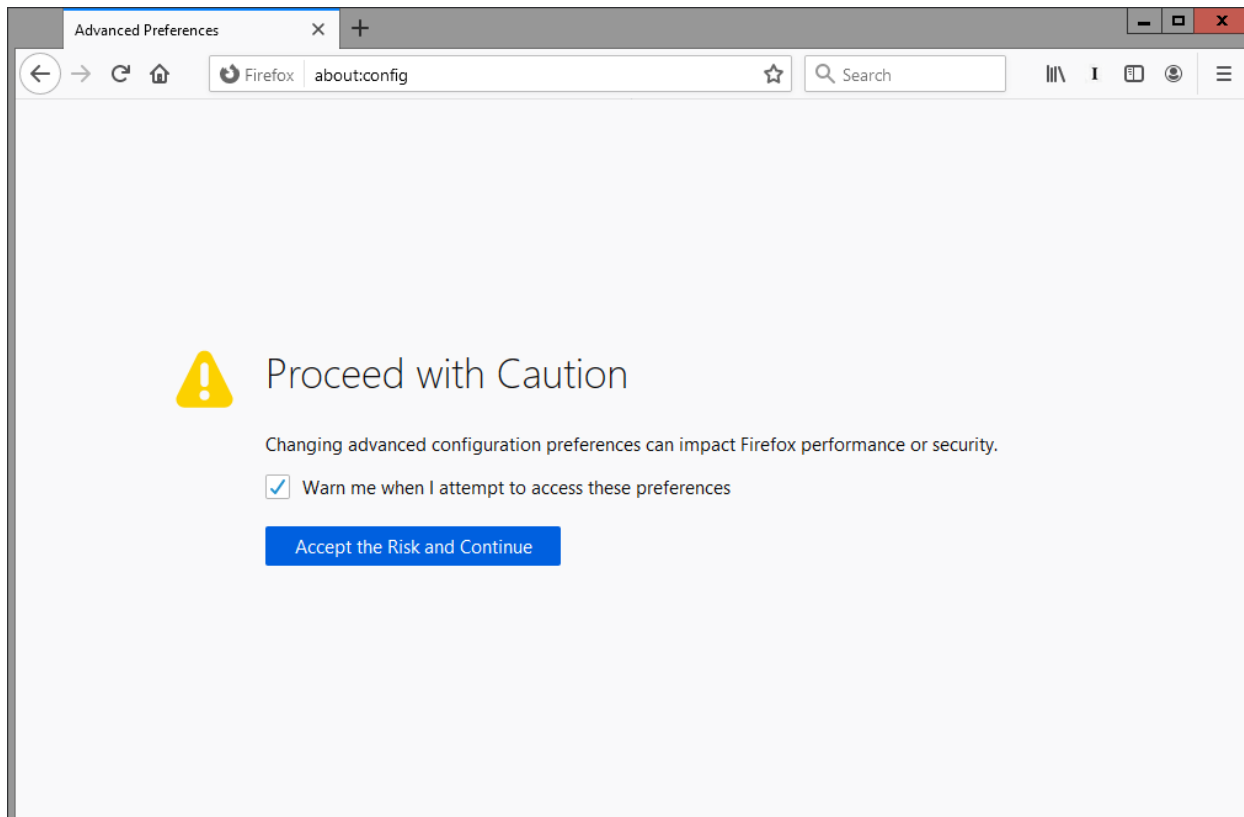 Advanced Preferences
Firefox about:config Search
I
Proceed with Caution
Changing advanced configuration preferences can impact Firefox performance or security.
Warn me when I attempt to access these preferences
Accept the Risk and Continue